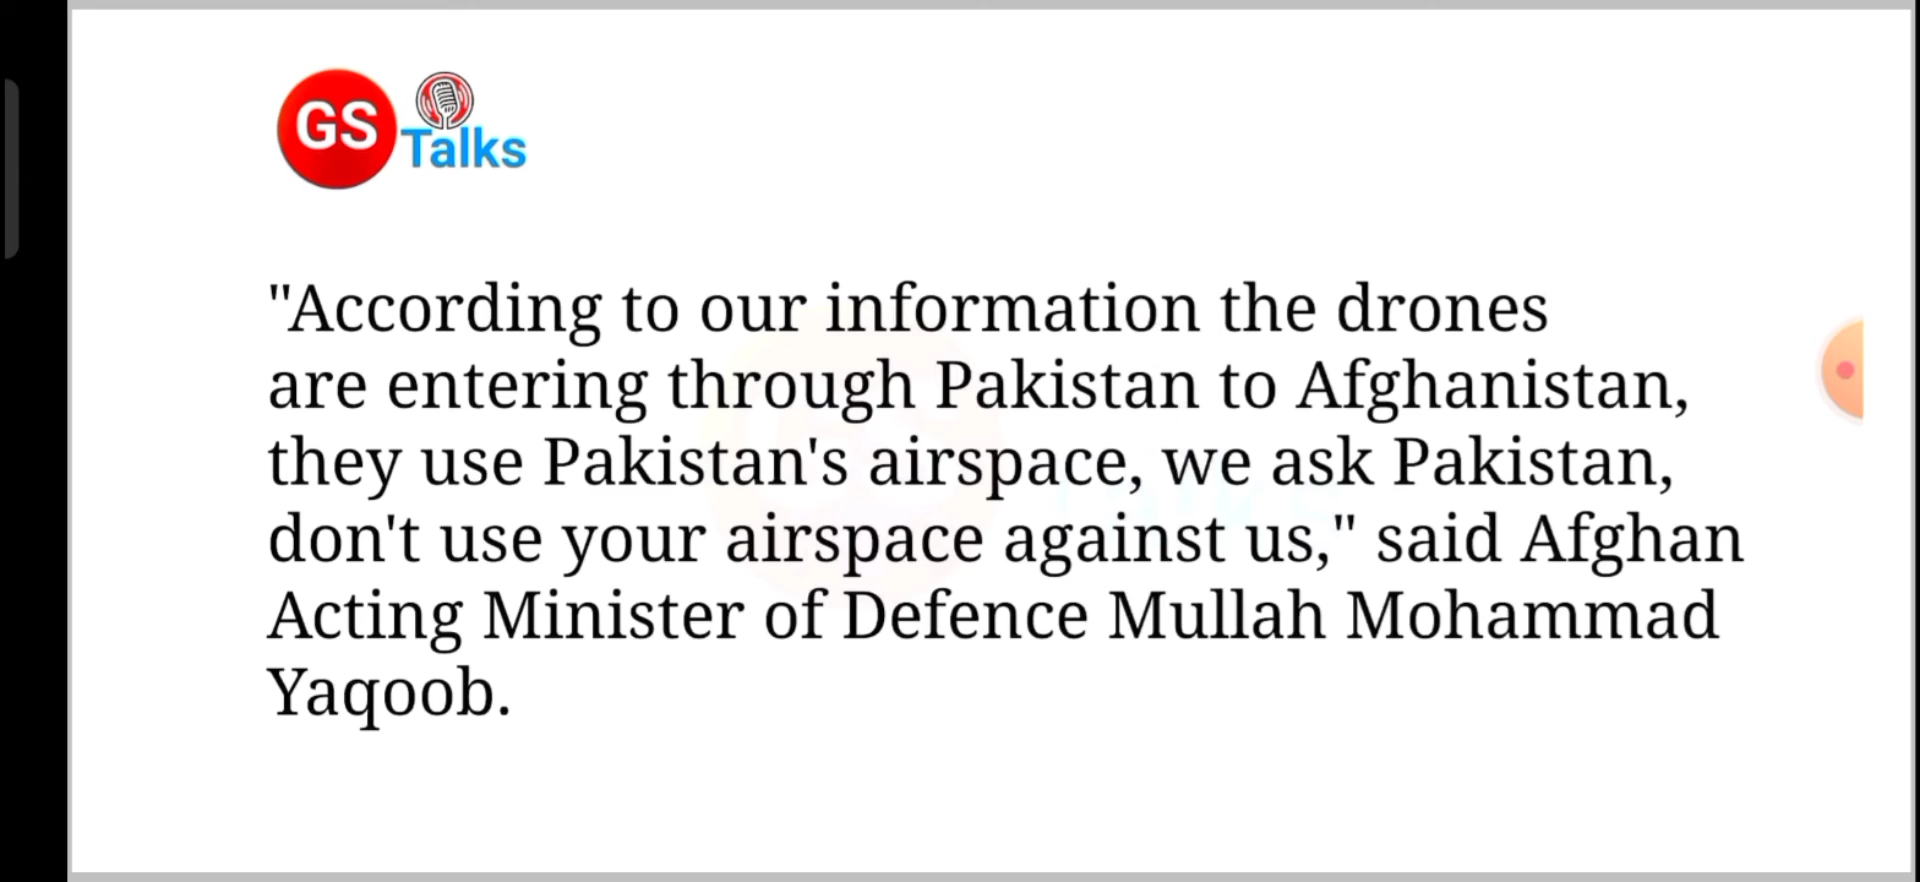 GS
Talks
"According to our information the drones
are entering through Pakistan to Afghanistan,
they use Pakistan's airspace, we ask Pakistan,
don't use your airspace against us," said Afghan
Acting Minister of Defence Mullah Mohammad
Yaqoob.